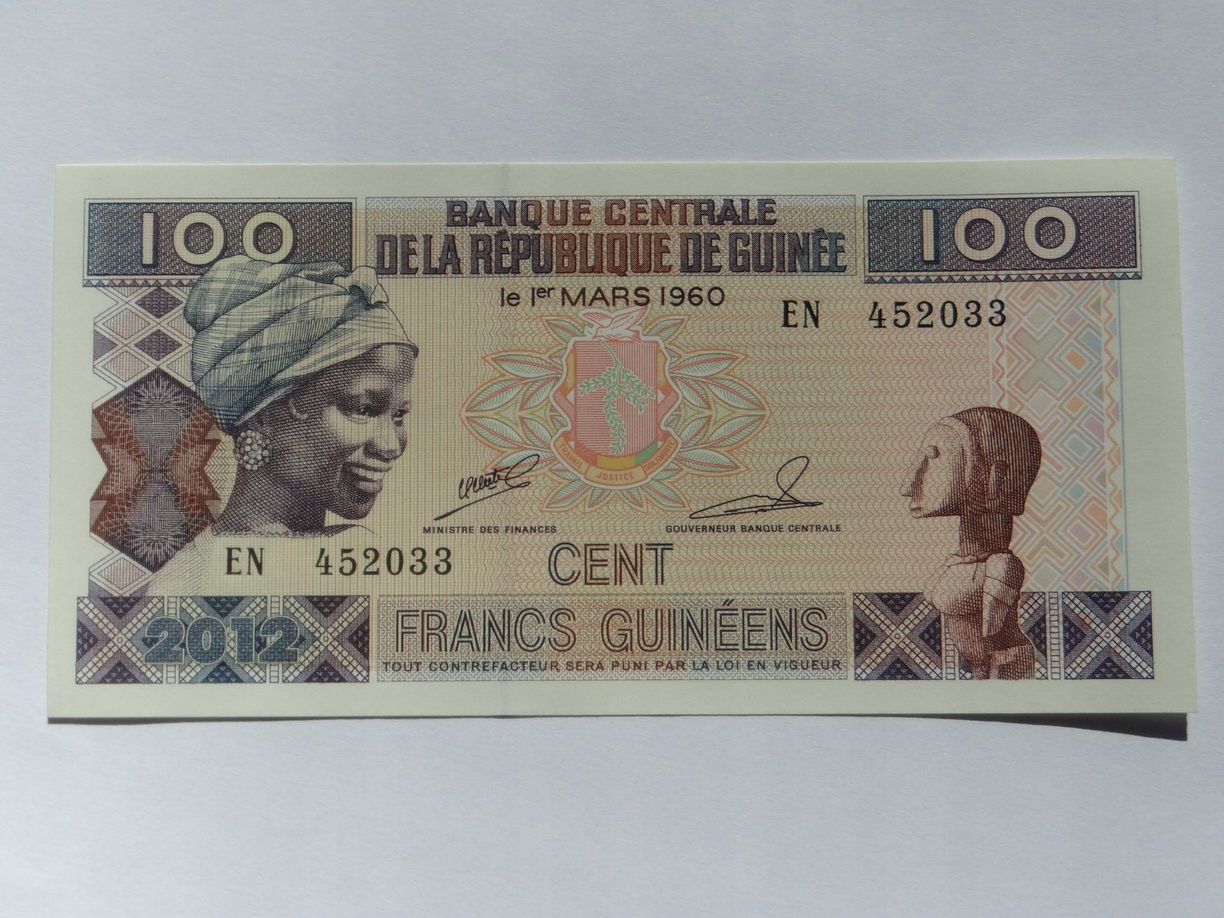 100
BANQUE CENTRALE
100
DE LA RÉPUBLIQUE DE GUINÉE
le 1er MARS 1960
EN 452033
JUSTICE
MINISTRE DES FINANCES
GOUVERNEUR BANQUE CENTRALE
EN 452033
CENT
2012
FRANCS GUINÉENS
TOUT CONTREFACTEUR SERA PUNI PAR LA LOI EN VIGUEUR